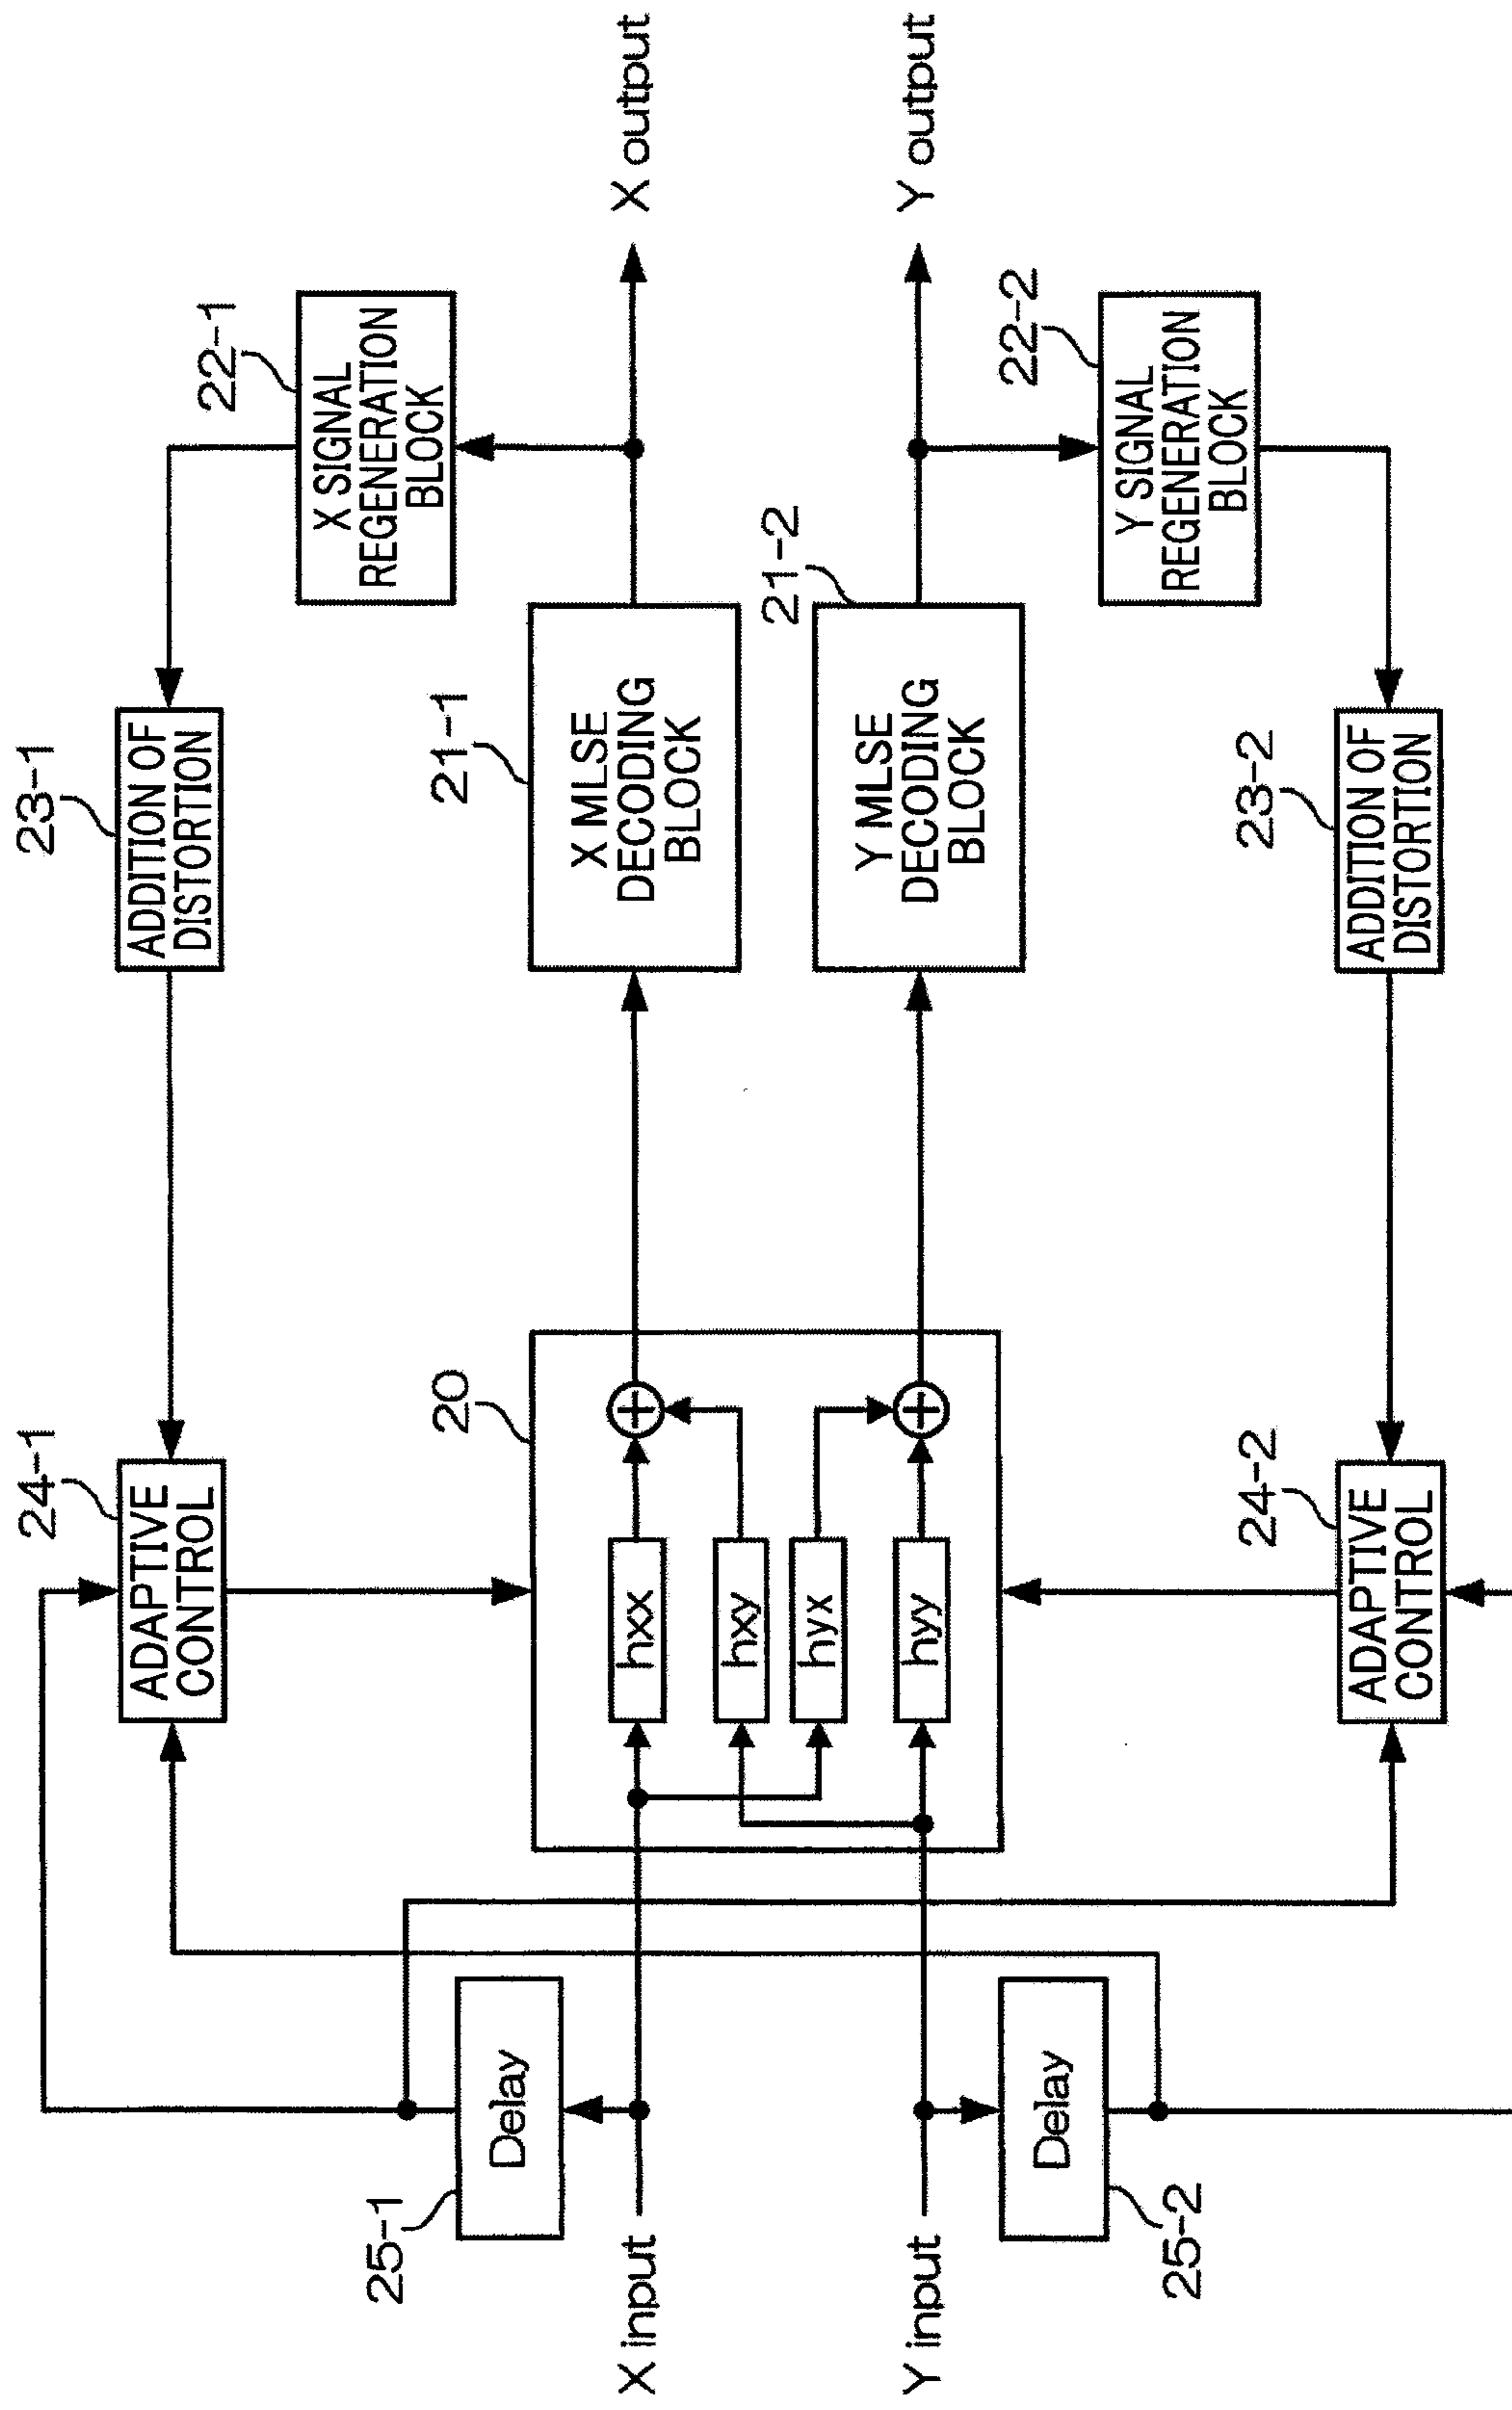 23-1
ADDITION OF
DISTORTION
24-1
ADAPTIVE
CONTROL
22-1
X SIGNAL
REGENERATION
BLOCK
25-1
Delay
20
21-1
X MLSE
DECODING
BLOCK
X input
hxx
X output
hxy
hyx
21-2
Y MLSE
DECODING
BLOCK
Y input
hyy
Y output
Delay
25-2
22-2
Y SIGNAL
REGENERATION
BLOCK
24-2
ADAPTIVE
CONTROL
23-2
ADDITION OF
DISTORTION